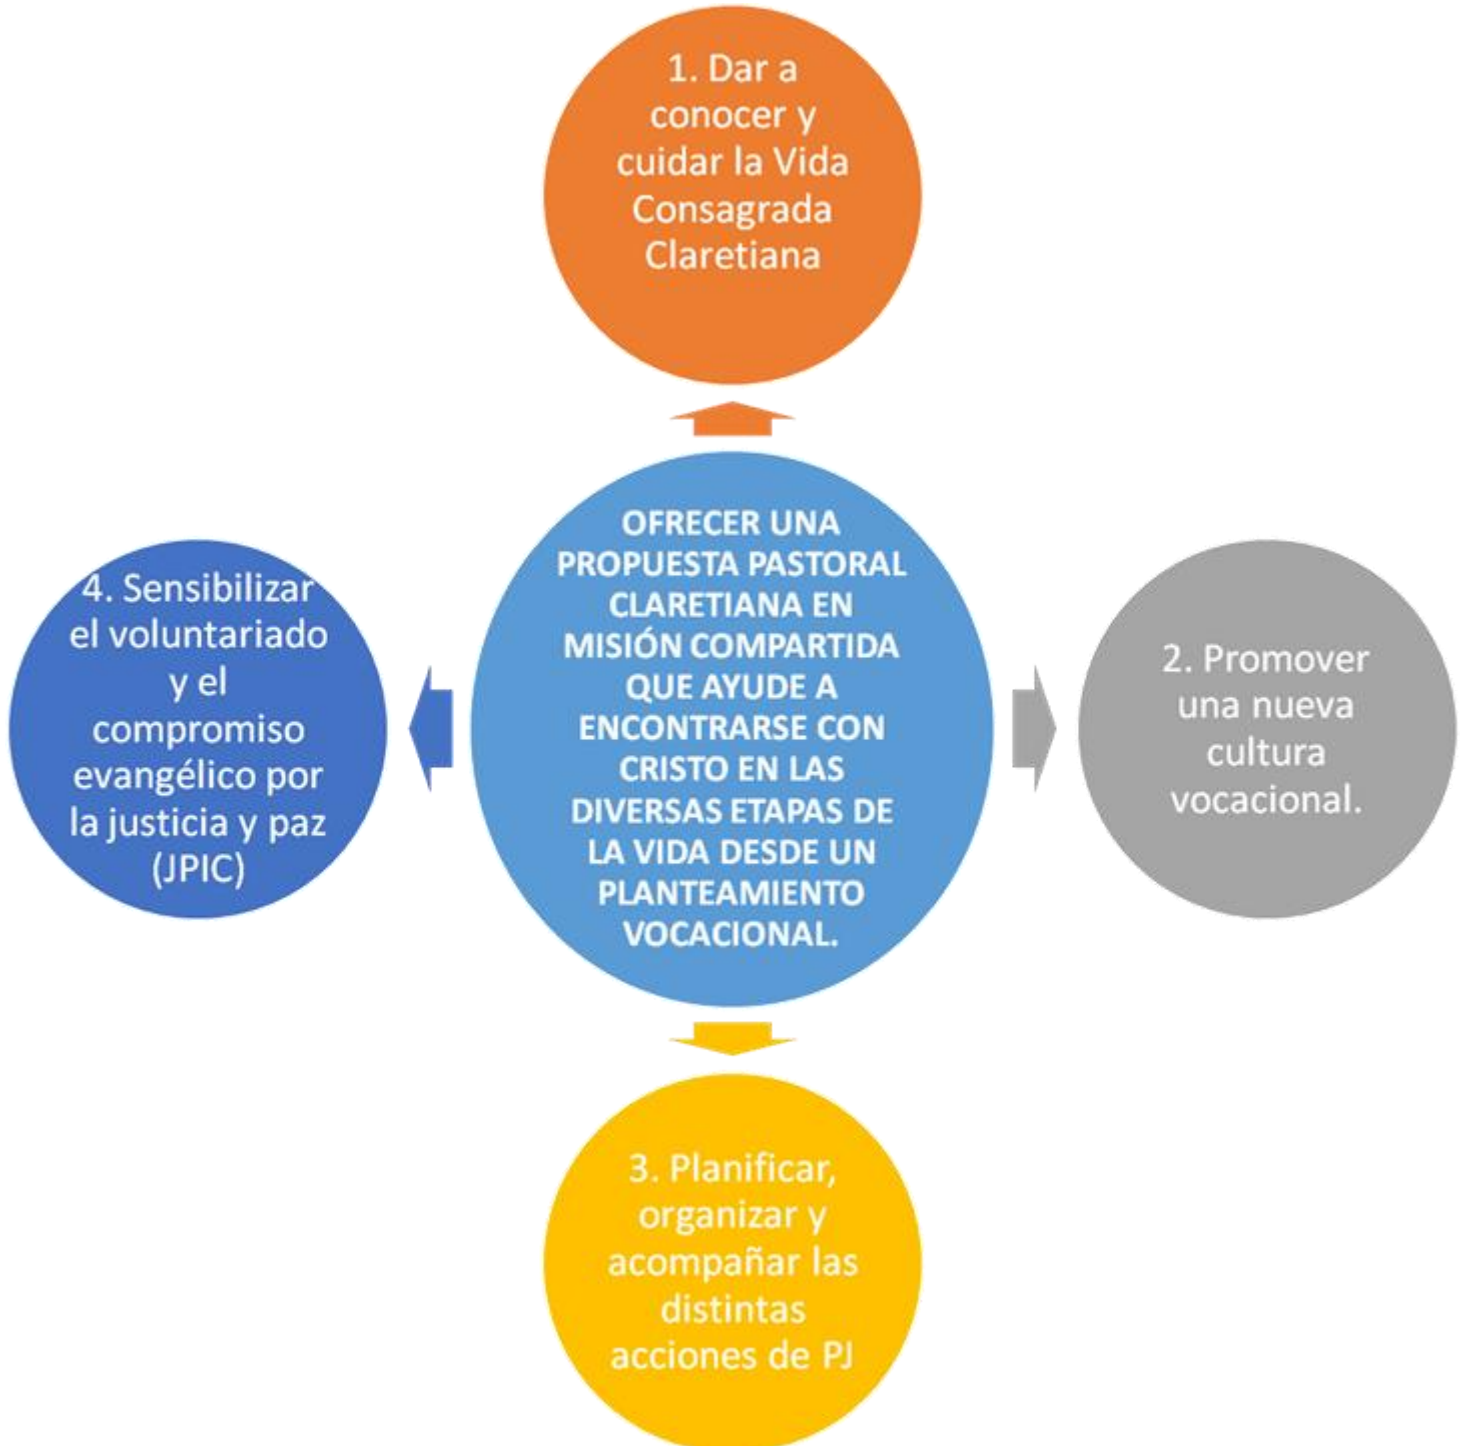 1. Dar a
conocer y
cuidar la Vida
Consagrada
Claretiana
OFRECER UNA
PROPUESTA PASTORAL
CLARETIANA EN
MISIÓN COMPARTIDA
QUE AYUDE A
ENCONTRARSE CON
CRISTO EN LAS
DIVERSAS ETAPAS DE
LA VIDA DESDE UN
PLANTEAMIENTO
VOCACIONAL.
2. Promover
una nueva
cultura
vocacional.
3. Planificar,
organizar y
acompañar las
distintas
acciones de PJ
4. Sensibilizar
el voluntariado
y el
compromiso
evangélico por
la justicia y paz
(JPIC)